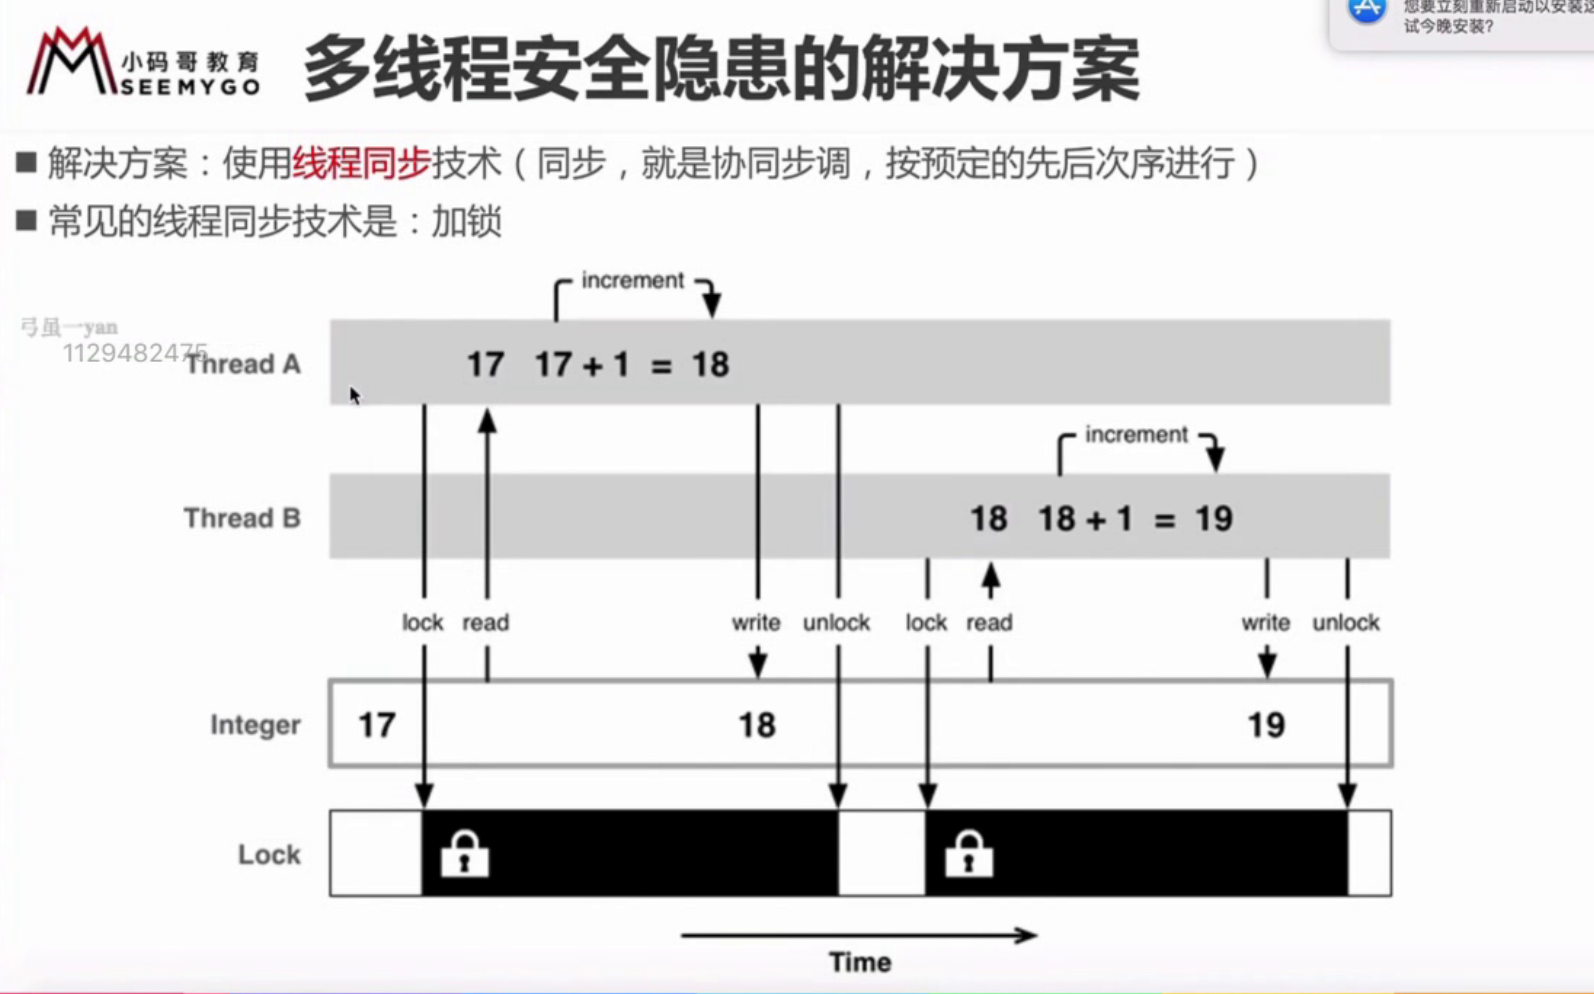 您要立刻重新启动以安装这
试今晚安装?
小码哥教育
SEEMYGO
多线程安全隐患的解决方案
■ 解决方案：使用线程同步技术（同步，就是协同步调，按预定的先后次序进行）
■ 常见的线程同步技术是：加锁
increment
弓虽一yan
1129482475
Thread A
17 17 + 1 = 18
increment
Thread B
18 18 + 1 = 19
lock read write unlock lock read write unlock
Integer 17 18 19
Lock
Time